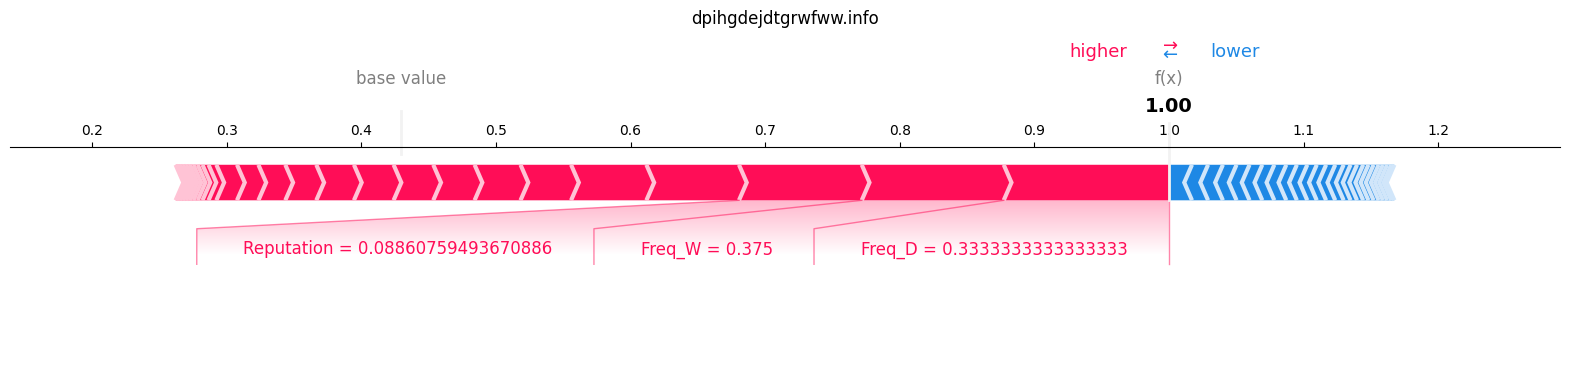 dpihgdejdtgrwfww.info
higher ⇄ lower
base value f(x)
1.00
0.2 0.3 0.4 0.5 0.6 0.7 0.8 0.9 1.0 1.1 1.2
Reputation = 0.08860759493670886 Freq_W = 0.375 Freq_D = 0.3333333333333333